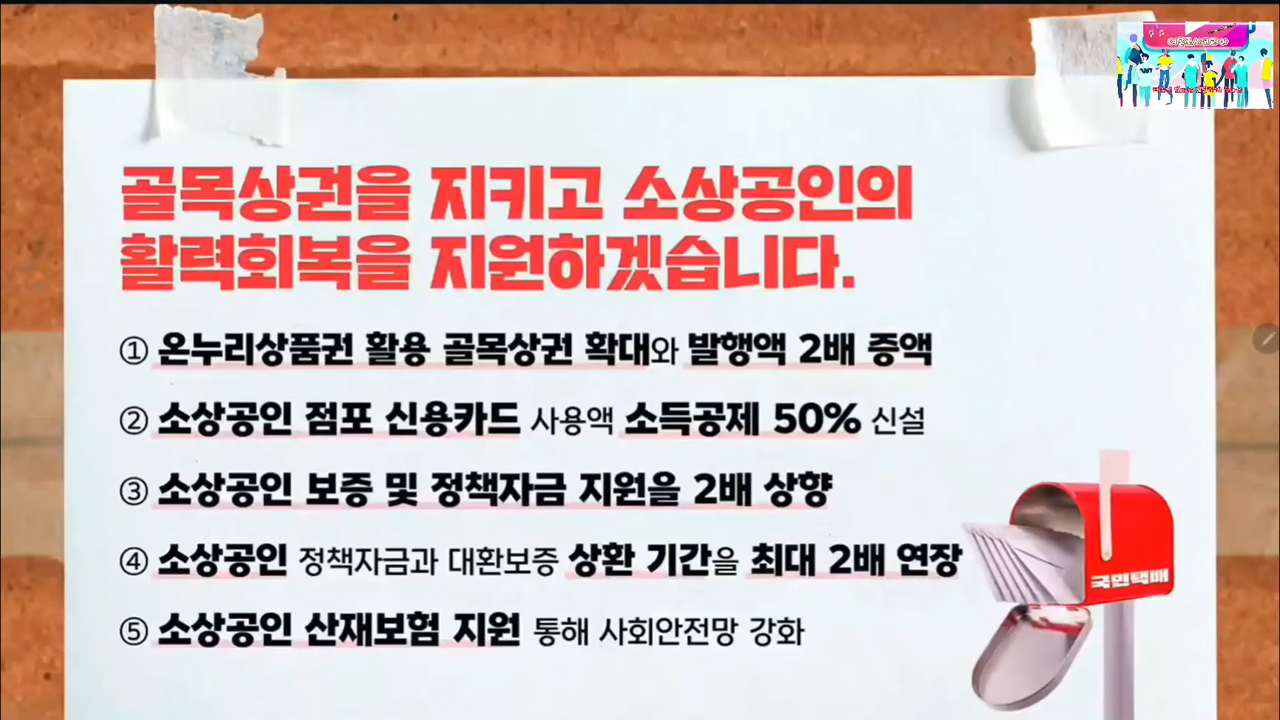 골목상권을 지키고 소상공인의
활력회복을 지원하겠습니다.
① 온누리상품권 활용 골목상권 확대와 발행액 2배 증액
② 소상공인 점포 신용카드 사용액 소득공제 50% 신설
③ 소상공인 보증 및 정책자금 지원을 2배 상향
④ 소상공인 정책자금과 대환보증 상환 기간을 최대 2배 연장
⑤ 소상공인 산재보험 지원 통해 사회안전망 강화
국민택배